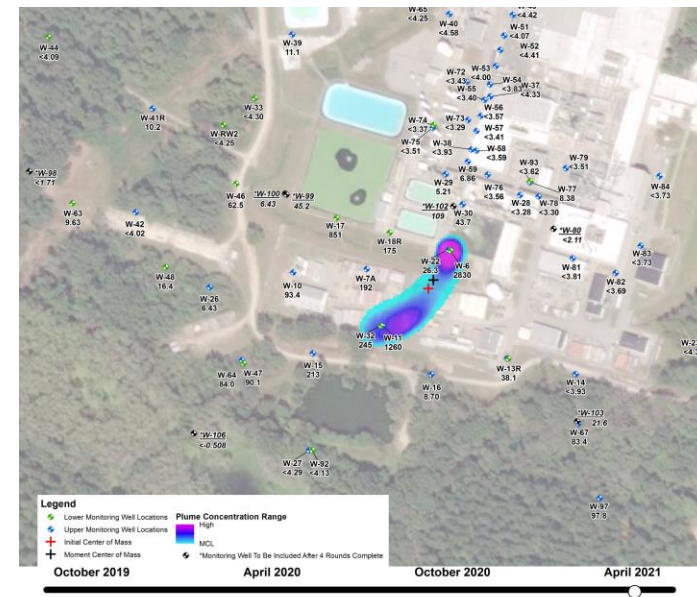 W-65
<4.25
W-40
<4.58
W-43
<4.42
W-51
<4.07
W-44
<4.09
W-39
11.1
W-52
<4.41
W-53
<4.00
W-72
<3.43
W-54
<3.83
W-37
<4.33
W-55
<3.40
W-33
<4.30
W-41R
10.2
W-56
<3.57
W-74
<3.37
W-73
<3.29
W-57
<3.41
W-RW2
<4.25
W-75
<3.51
W-38
<3.93
W-58
<3.59
W-59
6.86
W-93
<3.62
W-79
<3.51
*W-98
<1.71
W-29
5.21
W-76
<3.56
W-77
8.38
W-84
<3.73
W-46
62.5
*W-100
6.43
*W-99
45.2
W-63
9.63
W-42
<4.02
*W-102
109
W-30
43.7
W-28
<3.28
W-78
<3.30
W-17
851
W-18R
175
*W-80
<2.11
W-83
<3.73
W-48
16.4
W-26
6.43
W-10
93.4
W-7A
192
W-22
26.3
W-6
2830
W-81
<3.81
W-82
<3.69
W-32
245
W-11
1260
W-64
84.0
W-47
90.1
W-15
213
W-16
8.70
W-13R
38.1
W-14
<3.93
*W-103
21.6
W-67
83.4
*W-106
<-0.508
W-27
<4.29
W-92
<4.13
W-97
97.8
Legend
Lower Monitoring Well Locations
Upper Monitoring Well Locations
Initial Center of Mass
Moment Center of Mass
Plume Concentration Range
High
MCL
*Monitoring Well To Be Included After 4 Rounds Complete
October 2019 April 2020 October 2020 April 2021